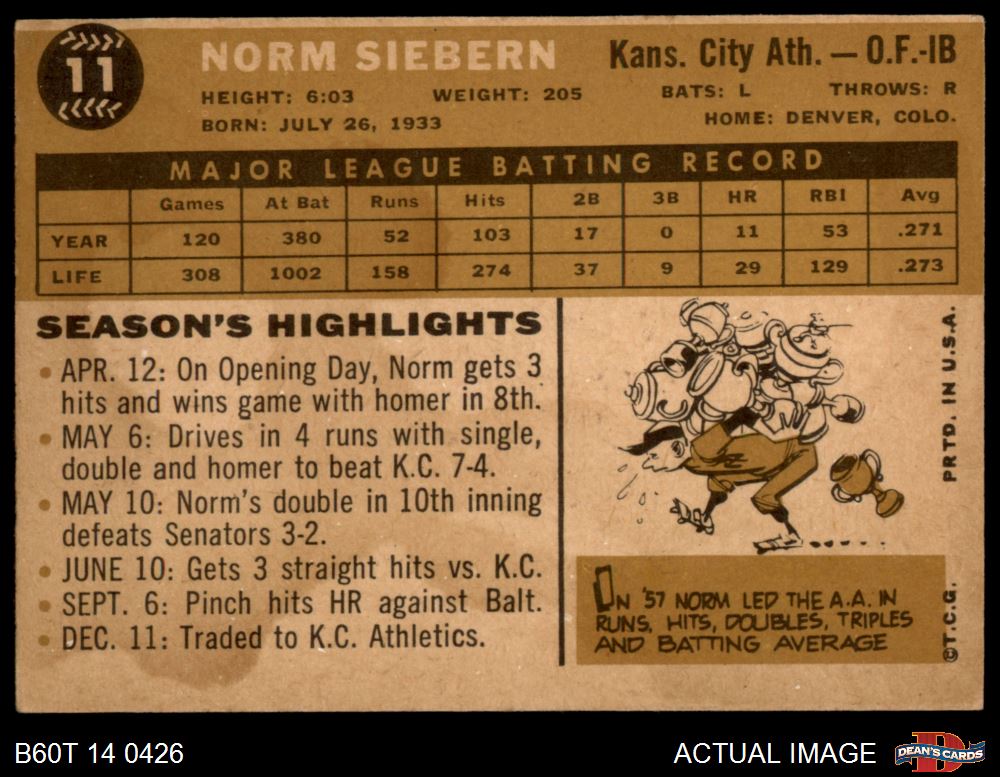 11
NORM SIEBERN
Kans. City Ath. — O.F.-1B
HEIGHT: 6:03 WEIGHT: 205 BATS: L THROWS: R
BORN: JULY 26, 1933 HOME: DENVER, COLO.
MAJOR LEAGUE BATTING RECORD
Games At Bat Runs Hits 2B 3B HR RBI Avg
YEAR 120 380 52 103 17 0 11 53 .271
LIFE 308 1002 158 274 37 9 29 129 .273
SEASON'S HIGHLIGHTS
• APR. 12: On Opening Day, Norm gets 3
hits and wins game with homer in 8th.
• MAY 6: Drives in 4 runs with single,
double and homer to beat K.C. 7-4.
• MAY 10: Norm's double in 10th inning
defeats Senators 3-2.
• JUNE 10: Gets 3 straight hits vs. K.C.
• SEPT. 6: Pinch hits HR against Balt.
• DEC. 11: Traded to K.C. Athletics.
ON '57 NORM LED THE A.A. IN
RUNS, HITS, DOUBLES, TRIPLES
AND BATTING AVERAGE
©T.C.G. PRTD. IN U.S.A.
B60T 14 0426
ACTUAL IMAGE
D
DEAN'S CARDS